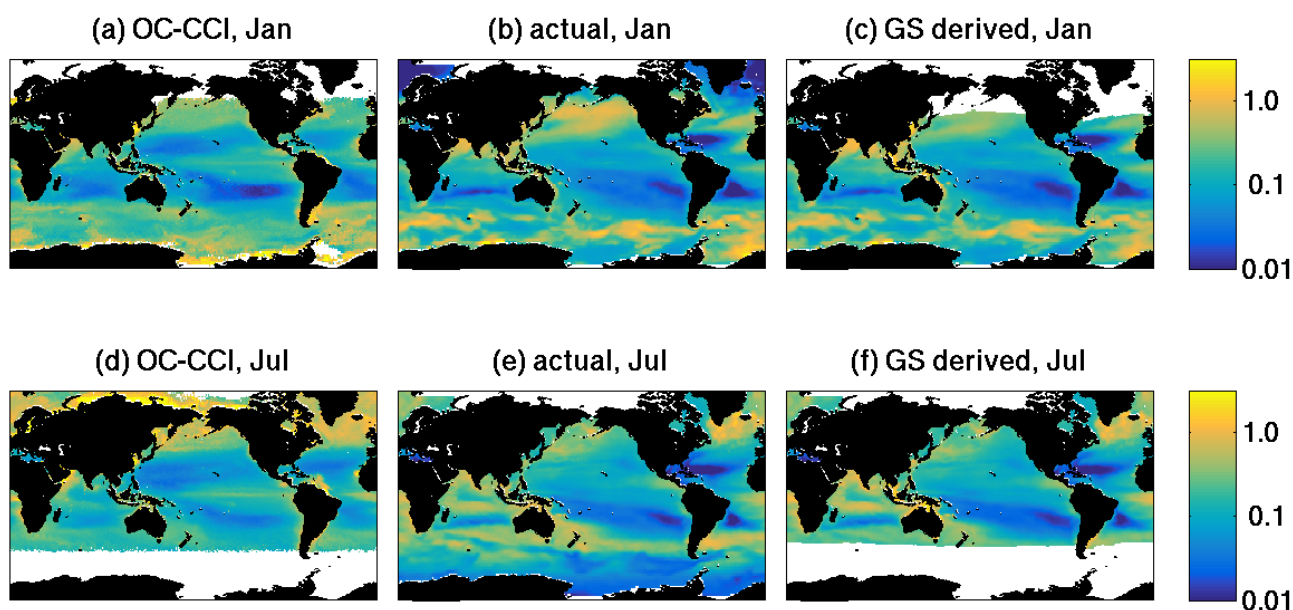 (a) OC-CCI, Jan
(b) actual, Jan
(c) GS derived, Jan
1.0
0.1
0.01
(d) OC-CCI, Jul
(e) actual, Jul
(f) GS derived, Jul
1.0
0.1
0.01